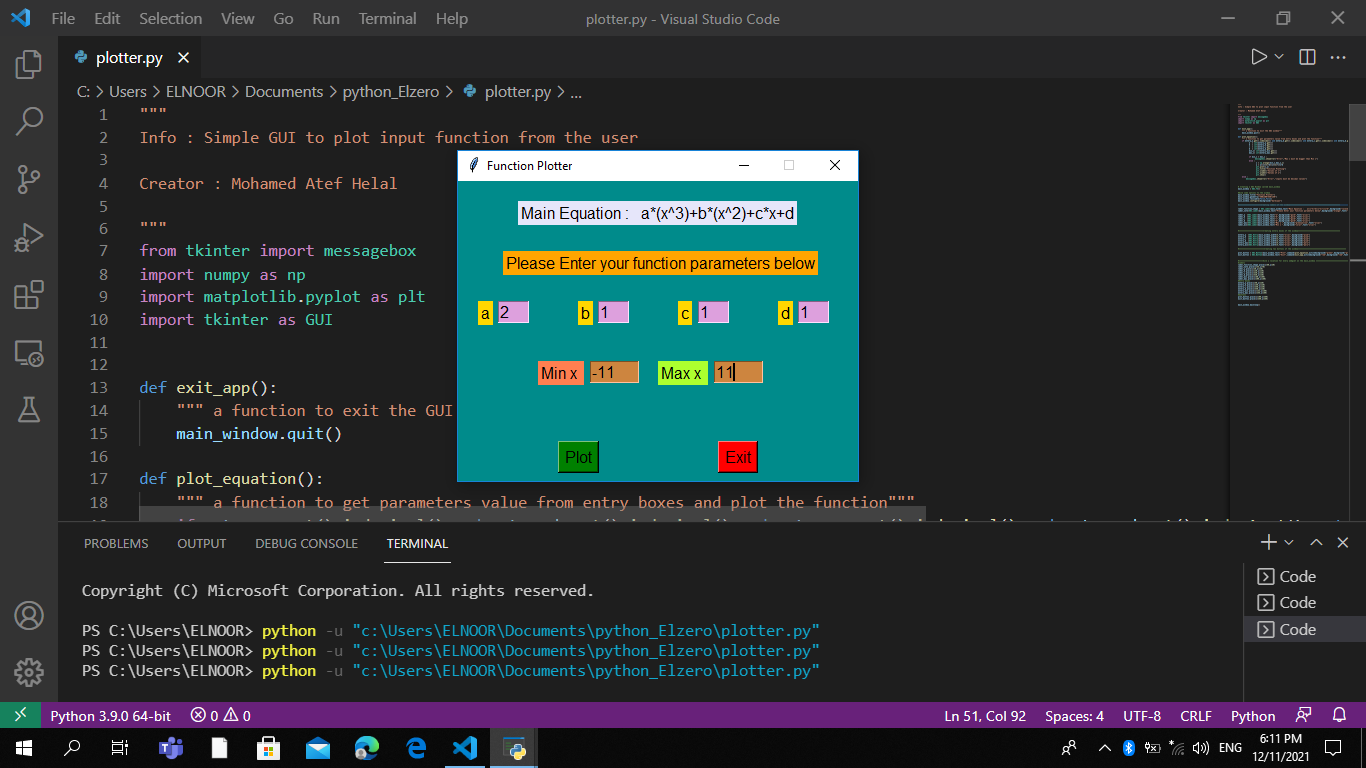 File Edit Selection View Go Run Terminal Help plotter.py - Visual Studio Code
plotter.py
C: > Users > ELNOOR > Documents > python_Elzero > plotter.py > ...
1 """
2 Info : Simple GUI to plot input function from the user
3
4 Creator : Mohamed Atef Helal
5
6 """
7 from tkinter import messagebox
8 import numpy as np
9 import matplotlib.pyplot as plt
10 import tkinter as GUI
11
12
13 def exit_app():
14 """ a function to exit the GUI
15 main_window.quit()
16
17 def plot_equation():
18 """ a function to get parameters value from entry boxes and plot the function"""
Function Plotter
Main Equation : a*(x^3)+b*(x^2)+c*x+d
Please Enter your function parameters below
a 2 b 1 c 1 d 1
Min x -11 Max x 11
Plot Exit
PROBLEMS OUTPUT DEBUG CONSOLE TERMINAL
Copyright (C) Microsoft Corporation. All rights reserved.
PS C:\Users\ELNOOR> python -u "c:\Users\ELNOOR\Documents\python_Elzero\plotter.py"
PS C:\Users\ELNOOR> python -u "c:\Users\ELNOOR\Documents\python_Elzero\plotter.py"
PS C:\Users\ELNOOR> python -u "c:\Users\ELNOOR\Documents\python_Elzero\plotter.py"
Code
Code
Code
Python 3.9.0 64-bit 0 0 Ln 51, Col 92 Spaces: 4 UTF-8 CRLF Python
ENG 6:11 PM
12/11/2021